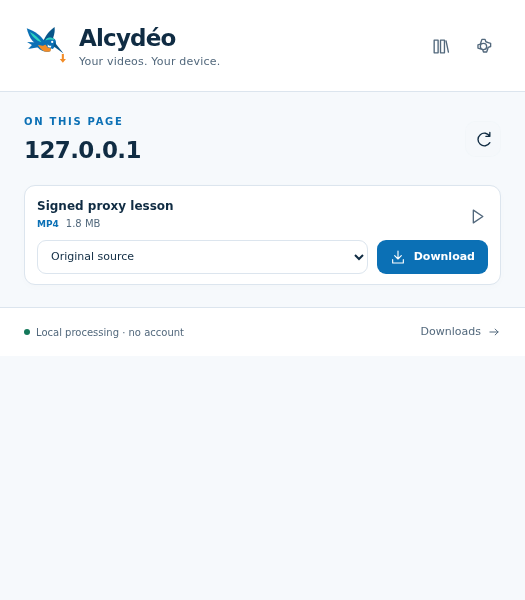 Alcydéo
Your videos. Your device.
ON THIS PAGE
127.0.0.1
Signed proxy lesson
MP4 1.8 MB
Original source
Download
Local processing · no account
Downloads →